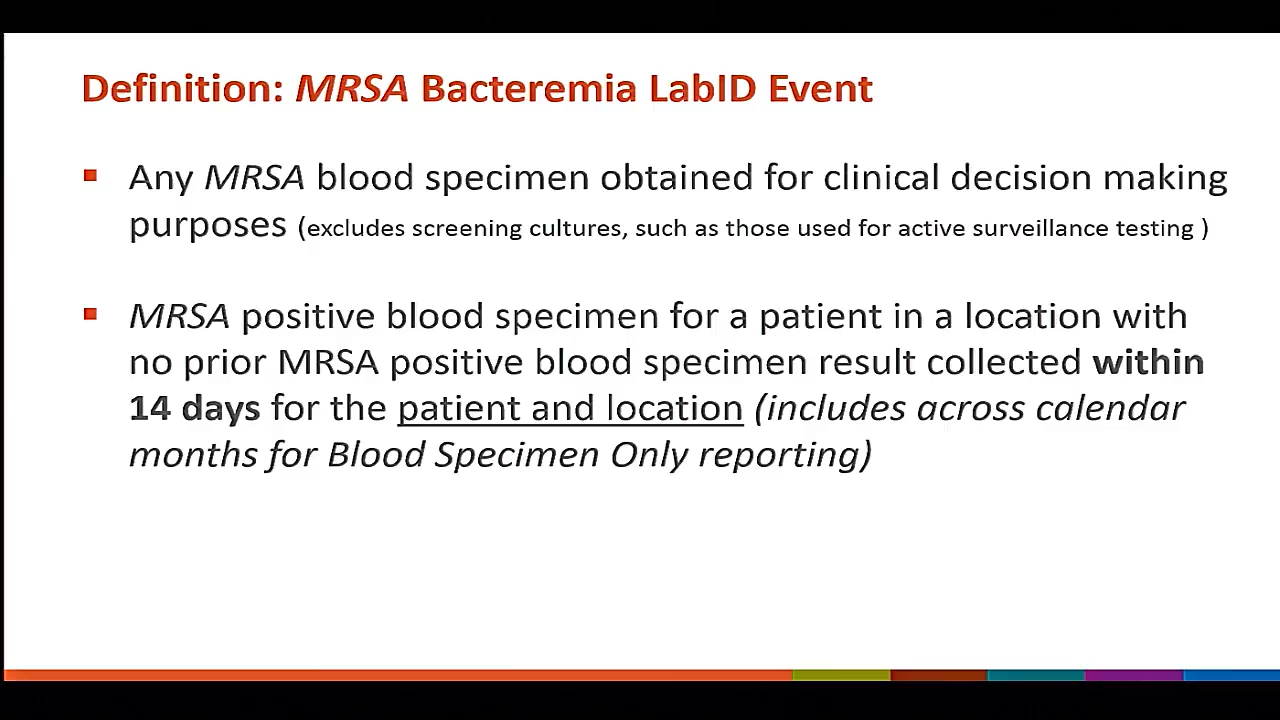 Definition: MRSA Bacteremia LabID Event
Any MRSA blood specimen obtained for clinical decision making
purposes (excludes screening cultures, such as those used for active surveillance testing )
MRSA positive blood specimen for a patient in a location with
no prior MRSA positive blood specimen result collected within
14 days for the patient and location (includes across calendar
months for Blood Specimen Only reporting)